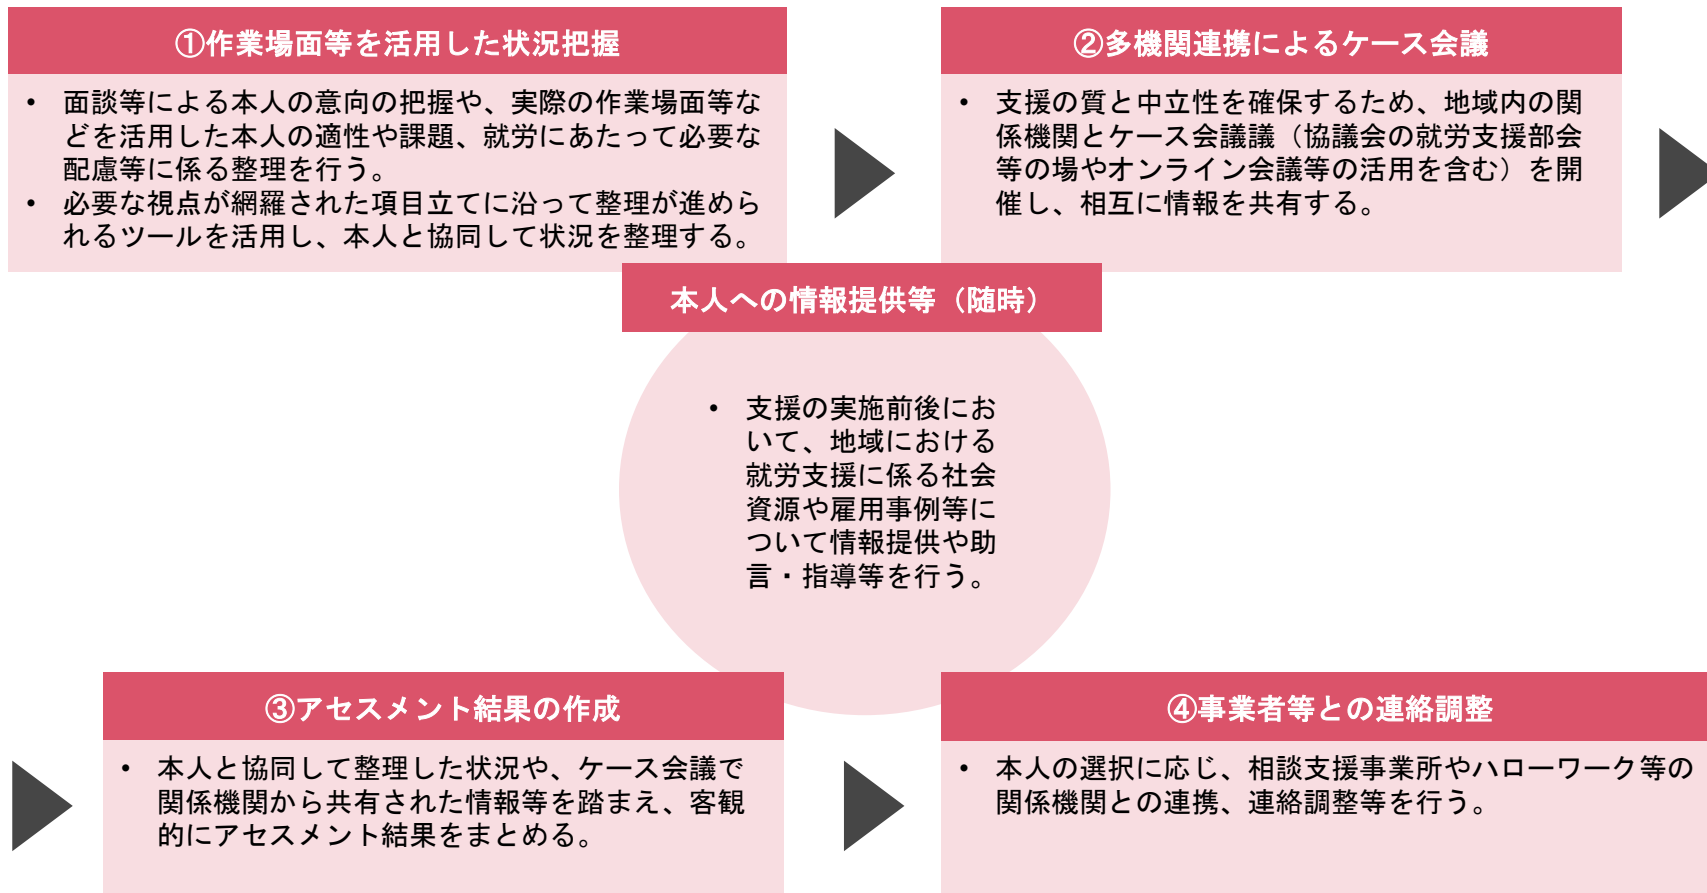 ①作業場面等を活用した状況把握
• 面談等による本人の意向の把握や、実際の作業場面等な
どを活用した本人の適性や課題、就労にあたって必要な
配慮等に係る整理を行う。
• 必要な視点が網羅された項目立てに沿って整理が進めら
れるツールを活用し、本人と協同して状況を整理する。
②多機関連携によるケース会議
• 支援の質と中立性を確保するため、地域内の関
係機関とケース会議議（協議会の就労支援部会
等の場やオンライン会議等の活用を含む）を開
催し、相互に情報を共有する。
本人への情報提供等（随時）
• 支援の実施前後にお
いて、地域における
就労支援に係る社会
資源や雇用事例等に
ついて情報提供や助
言・指導等を行う。
③アセスメント結果の作成
• 本人と協同して整理した状況や、ケース会議で
関係機関から共有された情報等を踏まえ、客観
的にアセスメント結果をまとめる。
④事業者等との連絡調整
• 本人の選択に応じ、相談支援事業所やハローワーク等の
関係機関との連携、連絡調整等を行う。